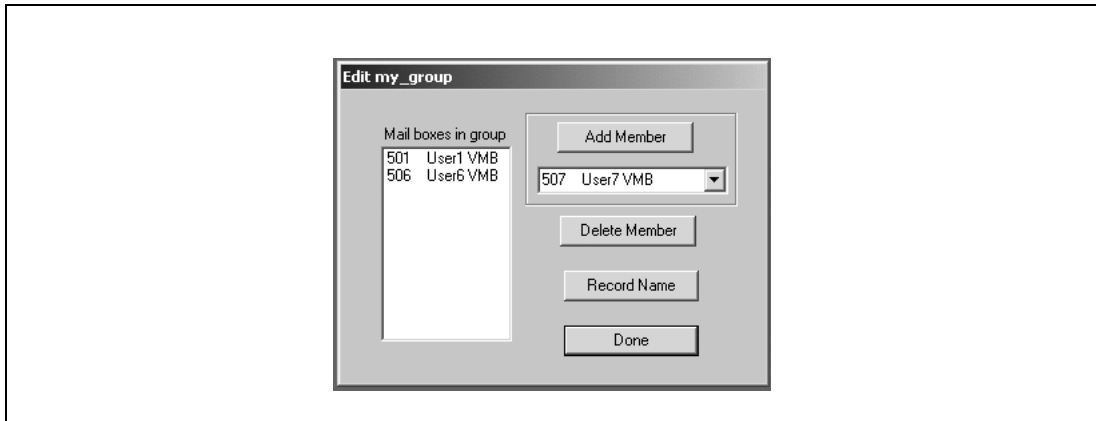 Edit my_group
Mail boxes in group
501 User1 VMB
506 User6 VMB
Add Member
507 User7 VMB
Delete Member
Record Name
Done